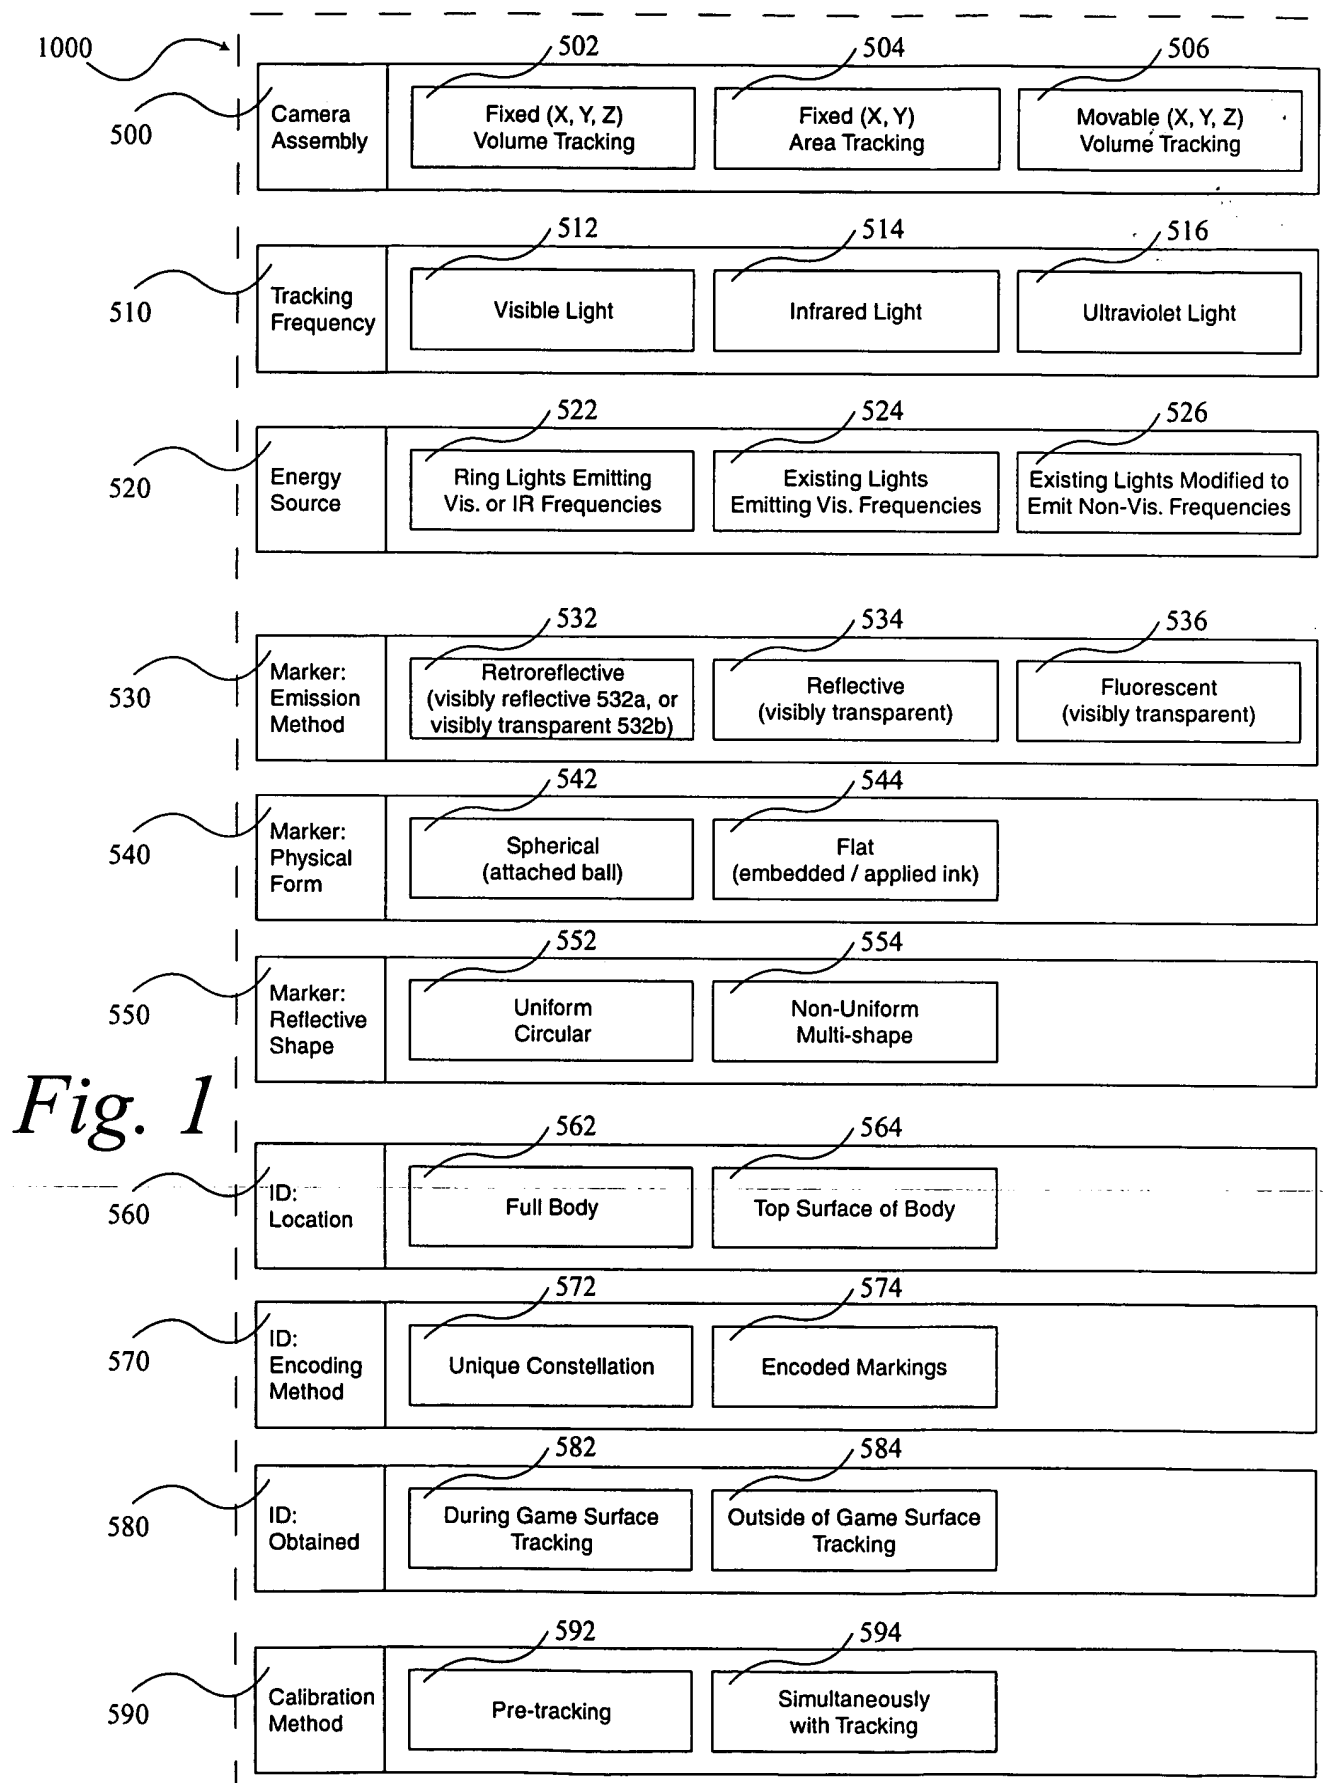 1000
502
504
506
500
Camera
Assembly
Fixed (X, Y, Z)
Volume Tracking
Fixed (X, Y)
Area Tracking
Movable (X, Y, Z)
Volume Tracking
512
514
516
510
Tracking
Frequency
Visible Light
Infrared Light
Ultraviolet Light
522
524
526
520
Energy
Source
Ring Lights Emitting
Vis. or IR Frequencies
Existing Lights
Emitting Vis. Frequencies
Existing Lights Modified to
Emit Non-Vis. Frequencies
532
534
536
530
Marker:
Emission
Method
Retroreflective
(visibly reflective 532a, or
visibly transparent 532b)
Reflective
(visibly transparent)
Fluorescent
(visibly transparent)
542
544
540
Marker:
Physical
Form
Spherical
(attached ball)
Flat
(embedded / applied ink)
552
554
550
Marker:
Reflective
Shape
Uniform
Circular
Non-Uniform
Multi-shape
Fig. 1
562
564
560
ID:
Location
Full Body
Top Surface of Body
572
574
570
ID:
Encoding
Method
Unique Constellation
Encoded Markings
582
584
580
ID:
Obtained
During Game Surface
Tracking
Outside of Game Surface
Tracking
592
594
590
Calibration
Method
Pre-tracking
Simultaneously
with Tracking